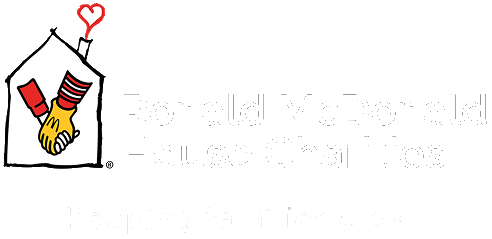 Ronald McDonald
House Charities
Keeping families close
®